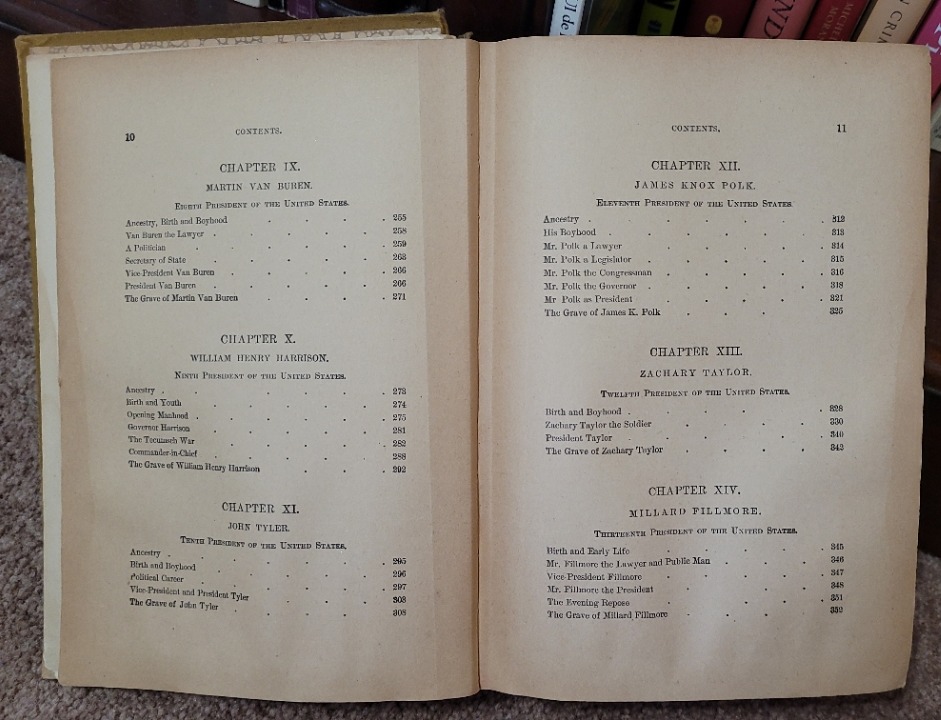 10
CONTENTS.
CHAPTER IX.
MARTIN VAN BUREN.
EIGHTH PRESIDENT OF THE UNITED STATES.
Ancestry, Birth and Boyhood . . . . 255
Van Buren the Lawyer . . . . . 258
A Politician . . . . . 259
Secretary of State . . . . . 263
Vice-President Van Buren . . . . . 266
President Van Buren . . . . . 266
The Grave of Martin Van Buren . . . . 271
CHAPTER X.
WILLIAM HENRY HARRISON.
NINTH PRESIDENT OF THE UNITED STATES.
Ancestry . . . . . . 273
Birth and Youth . . . . . 274
Opening Manhood . . . . . . 275
Governor Harrison . . . . . 281
The Tecumseh War . . . . . 282
Commander-in-Chief . . . . . 288
The Grave of William Henry Harrison . . . 292
CHAPTER XI.
JOHN TYLER.
TENTH PRESIDENT OF THE UNITED STATES.
Ancestry . . . . . . 295
Birth and Boyhood . . . . . 296
Political Career . . . . . 297
Vice-President and President Tyler . . . . 303
The Grave of John Tyler . . . . . 308
CONTENTS.
11
CHAPTER XII.
JAMES KNOX POLK.
ELEVENTH PRESIDENT OF THE UNITED STATES.
Ancestry . . . . . . 312
His Boyhood . . . . . . 313
Mr. Polk a Lawyer . . . . . 314
Mr. Polk a Legislator . . . . . 315
Mr. Polk the Congressman . . . . . 316
Mr. Polk the Governor . . . . . 318
Mr Polk as President . . . . . 321
The Grave of James K. Polk . . . 325
CHAPTER XIII.
ZACHARY TAYLOR.
TWELFTH PRESIDENT OF THE UNITED STATES.
Birth and Boyhood . . . . 328
Zachary Taylor the Soldier . . . . 330
President Taylor . . . . . 340
The Grave of Zachary Taylor . . . . 343
CHAPTER XIV.
MILLARD FILLMORE.
THIRTEENTH PRESIDENT OF THE UNITED STATES.
Birth and Early Life . . . . . 345
Mr. Fillmore the Lawyer and Public Man . . . 346
Vice-President Fillmore . . . . 347
Mr. Fillmore the President . . . . 348
The Evening Repose . . . . . 351
The Grave of Millard Fillmore . . . . 352